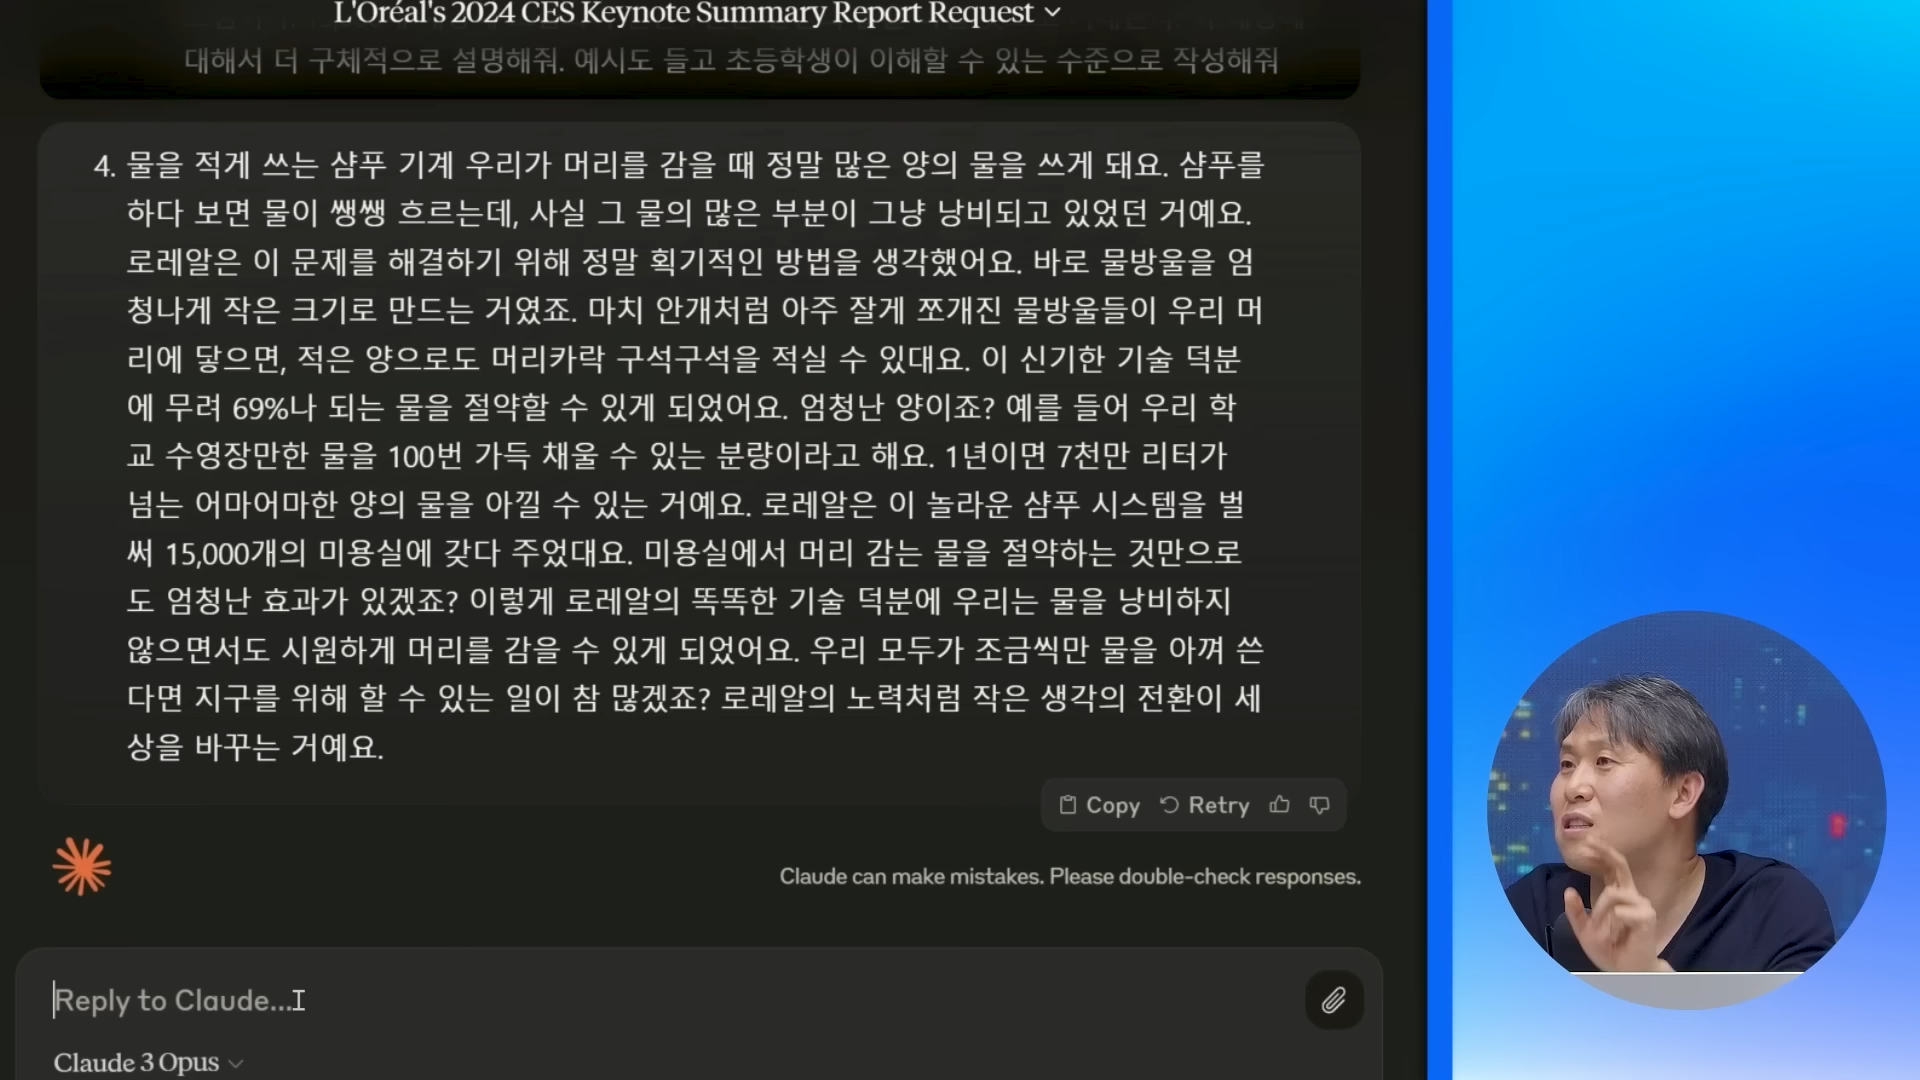 L'Oréal's 2024 CES Keynote Summary Report Request
대해서 더 구체적으로 설명해줘. 예시도 들고 초등학생이 이해할 수 있는 수준으로 작성해줘
4. 물을 적게 쓰는 샴푸 기계 우리가 머리를 감을 때 정말 많은 양의 물을 쓰게 돼요. 샴푸를
하다 보면 물이 쌩쌩 흐르는데, 사실 그 물의 많은 부분이 그냥 낭비되고 있었던 거예요.
로레알은 이 문제를 해결하기 위해 정말 획기적인 방법을 생각했어요. 바로 물방울을 엄
청나게 작은 크기로 만드는 거였죠. 마치 안개처럼 아주 잘게 쪼개진 물방울들이 우리 머
리에 닿으면, 적은 양으로도 머리카락 구석구석을 적실 수 있대요. 이 신기한 기술 덕분
에 무려 69%나 되는 물을 절약할 수 있게 되었어요. 엄청난 양이죠? 예를 들어 우리 학
교 수영장만한 물을 100번 가득 채울 수 있는 분량이라고 해요. 1년이면 7천만 리터가
넘는 어마어마한 양의 물을 아낄 수 있는 거예요. 로레알은 이 놀라운 샴푸 시스템을 벌
써 15,000개의 미용실에 갖다 주었대요. 미용실에서 머리 감는 물을 절약하는 것만으로
도 엄청난 효과가 있겠죠? 이렇게 로레알의 똑똑한 기술 덕분에 우리는 물을 낭비하지
않으면서도 시원하게 머리를 감을 수 있게 되었어요. 우리 모두가 조금씩만 물을 아껴 쓴
다면 지구를 위해 할 수 있는 일이 참 많겠죠? 로레알의 노력처럼 작은 생각의 전환이 세
상을 바꾸는 거예요.
Copy Retry
Claude can make mistakes. Please double-check responses.
Reply to Claude...
Claude 3 Opus